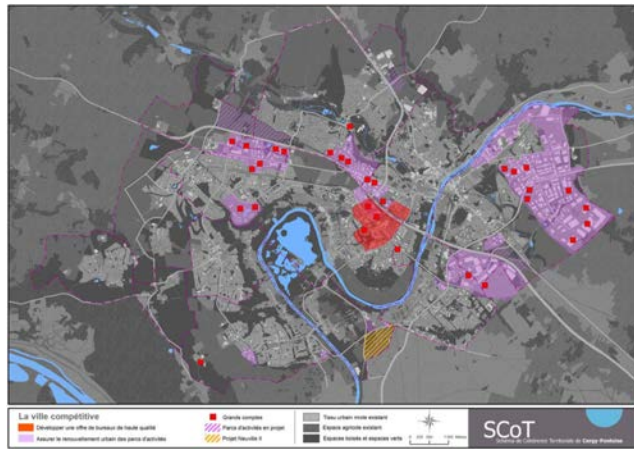 La ville compétitive
Développer une offre de bureaux de haute qualité
Assurer le renouvellement urbain des parcs d'activités
Grands comptes
Parcs d'activités en projet
Projet Neuville II
Tissu urbain mixte existant
Espace agricole existant
Espaces boisés et espaces verts
SCoT
Schéma de Cohérence Territoriale de Cergy-Pontoise